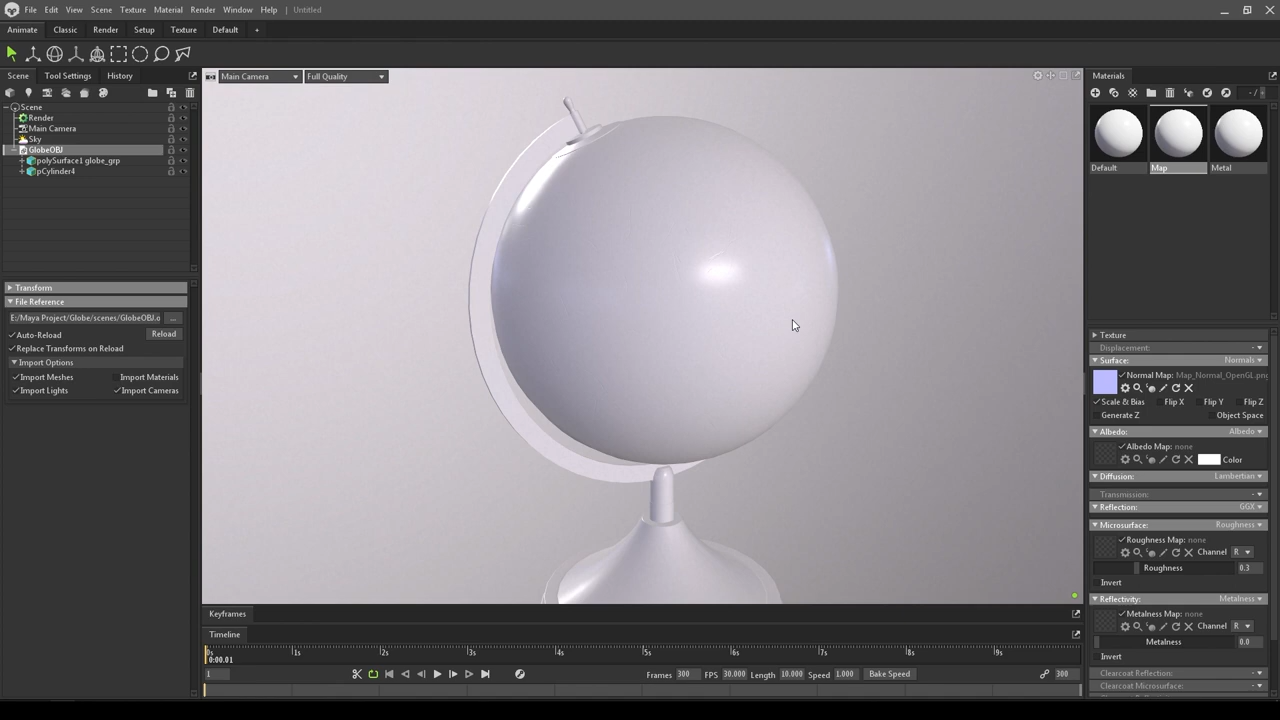 File Edit View Scene Texture Material Render Window Help Untitled
Animate Classic Render Setup Texture Default +
Scene Tool Settings History
Main Camera Full Quality
Materials
- /
Scene
Render
Main Camera
Sky
GlobeOBJ
polySurface1 globe_grp
pCylinder4
Default Map Metal
Transform
File Reference
E:/Maya Project/Globe/scenes/GlobeOBJ.o ...
Auto-Reload Reload
Replace Transforms on Reload
Import Options
Import Meshes Import Materials
Import Lights Import Cameras
Texture
Displacement: -
Surface: Normals
Normal Map: Map_Normal_OpenGL.png
Scale & Bias Flip X Flip Y Flip Z
Generate Z Object Space
Albedo: Albedo
Albedo Map: none
Color
Diffusion: Lambertian
Transmission: -
Reflection: GGX
Microsurface: Roughness
Roughness Map: none
Channel R
Roughness 0.3
Invert
Reflectivity: Metalness
Metalness Map: none
Channel R
Metalness 0.0
Invert
Clearcoat Reflection: -
Clearcoat Microsurface: -
Keyframes
Timeline
0s 1s 2s 3s 4s 5s 6s 7s 8s 9s
0:00.01
1 Frames 300 FPS 30.000 Length 10.000 Speed 1.000 Bake Speed 300